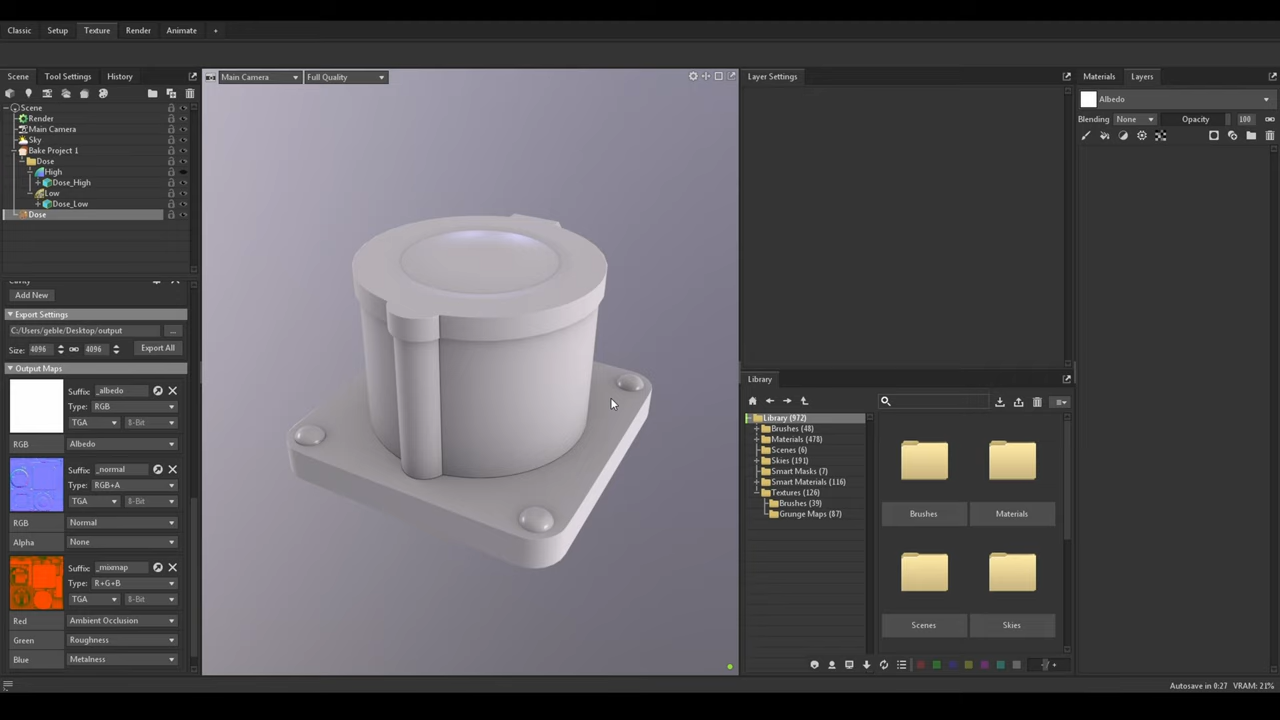 Classic Setup Texture Render Animate +
Scene Tool Settings History
Main Camera Full Quality
Layer Settings
Materials Layers
Scene
Render
Main Camera
Sky
Bake Project 1
Dose
High
Dose_High
Low
Dose_Low
Dose
Albedo
Blending None Opacity 100
Add New
Export Settings
C:/Users/geble/Desktop/output ...
Size: 4096 4096 Export All
Output Maps
Suffix: _albedo
Type: RGB
TGA 8-Bit
RGB Albedo
Suffix: _normal
Type: RGB+A
TGA 8-Bit
RGB Normal
Alpha None
Suffix: _mixmap
Type: R+G+B
TGA 8-Bit
Red Ambient Occlusion
Green Roughness
Blue Metalness
Library
Library (972)
Brushes (48)
Materials (478)
Scenes (6)
Skies (191)
Smart Masks (7)
Smart Materials (116)
Textures (126)
Brushes (39)
Grunge Maps (87)
Brushes Materials
Scenes Skies
Autosave in 0:27 VRAM: 21%